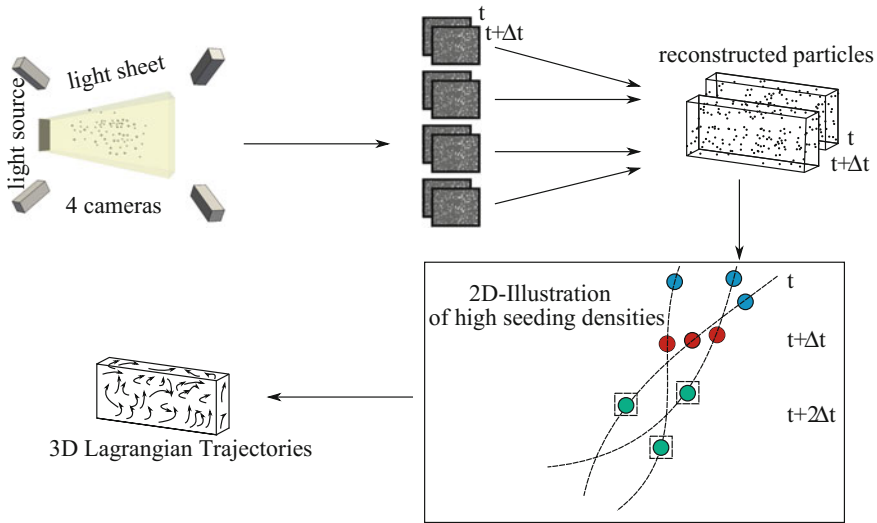 light source
light sheet
4 cameras
t
t+Δt
reconstructed particles
t
t+Δt
2D-Illustration
of high seeding densities
t
t+Δt
t+2Δt
3D Lagrangian Trajectories